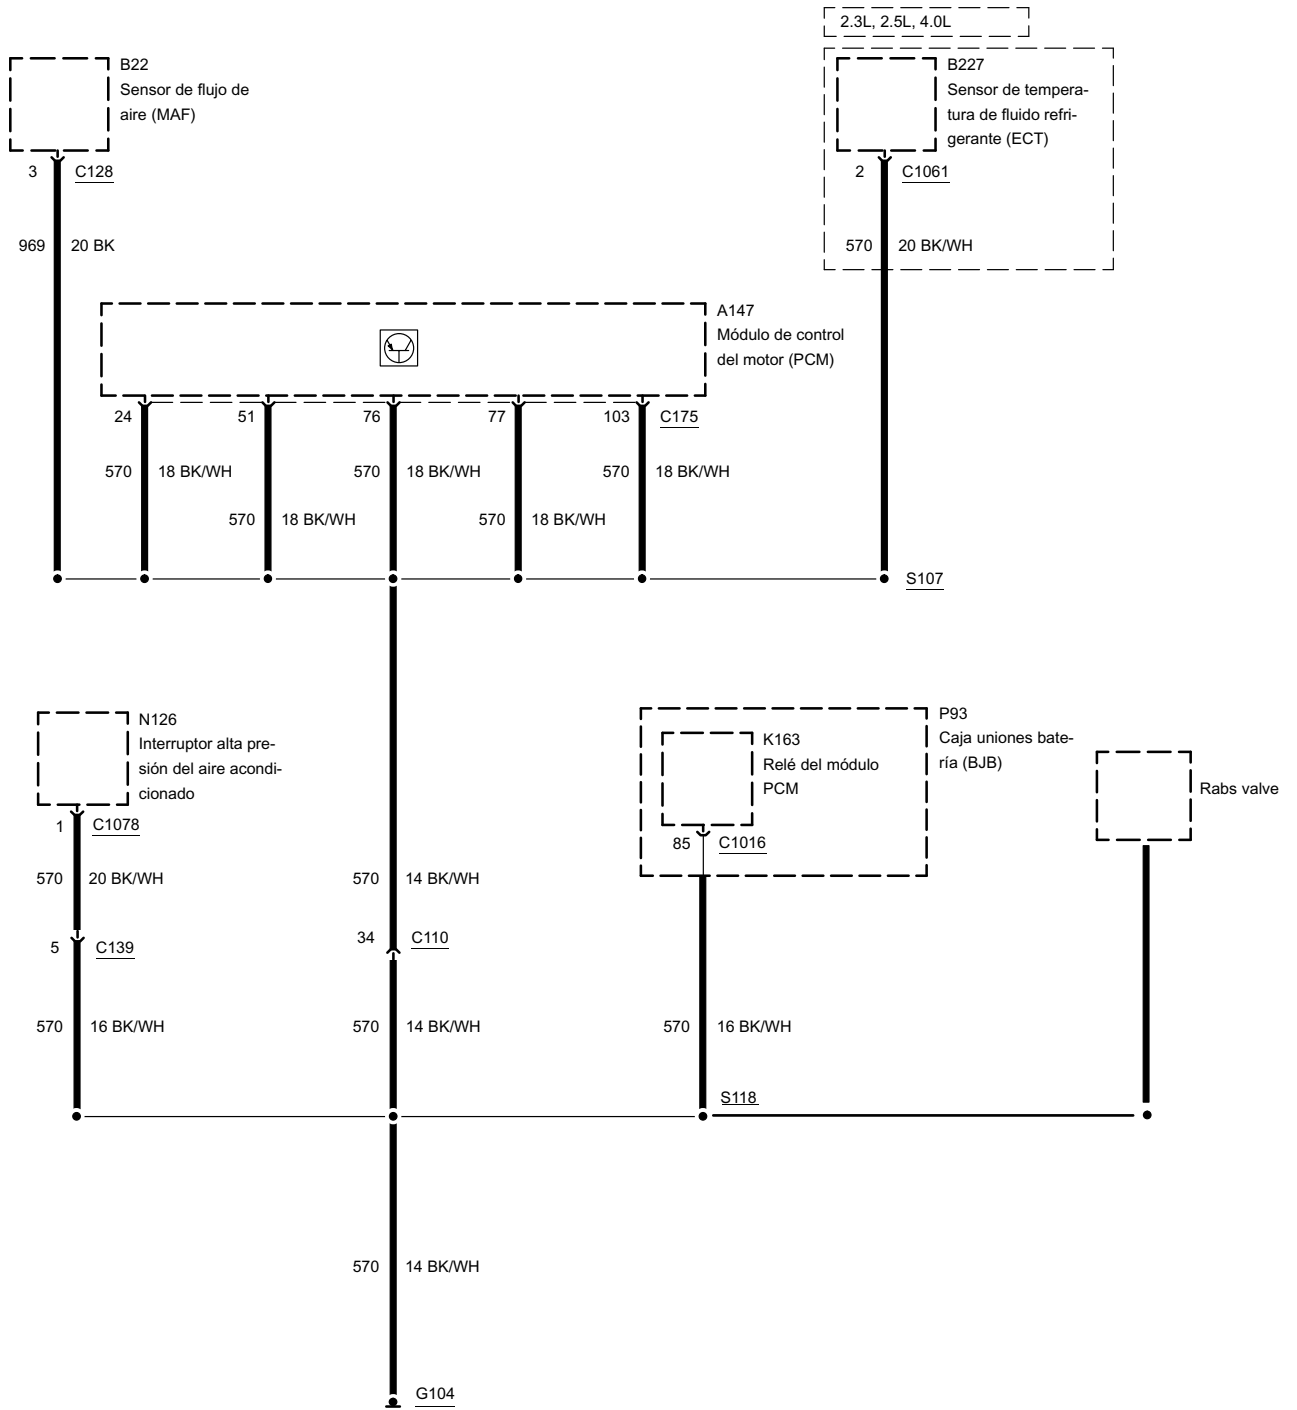 2.3L, 2.5L, 4.0L
B22
Sensor de flujo de
aire (MAF)
B227
Sensor de tempera-
tura de fluido refri-
gerante (ECT)
3 C128
2 C1061
969 20 BK
570 20 BK/WH
A147
Módulo de control
del motor (PCM)
24 51 76 77 103 C175
570 18 BK/WH 570 18 BK/WH 570 18 BK/WH
570 18 BK/WH 570 18 BK/WH
S107
N126
Interruptor alta pre-
sión del aire acondi-
cionado
P93
Caja uniones bate-
ría (BJB)
K163
Relé del módulo
PCM
Rabs valve
1 C1078
85 C1016
570 20 BK/WH 570 14 BK/WH
5 C139
34 C110
570 16 BK/WH 570 14 BK/WH 570 16 BK/WH
S118
570 14 BK/WH
G104